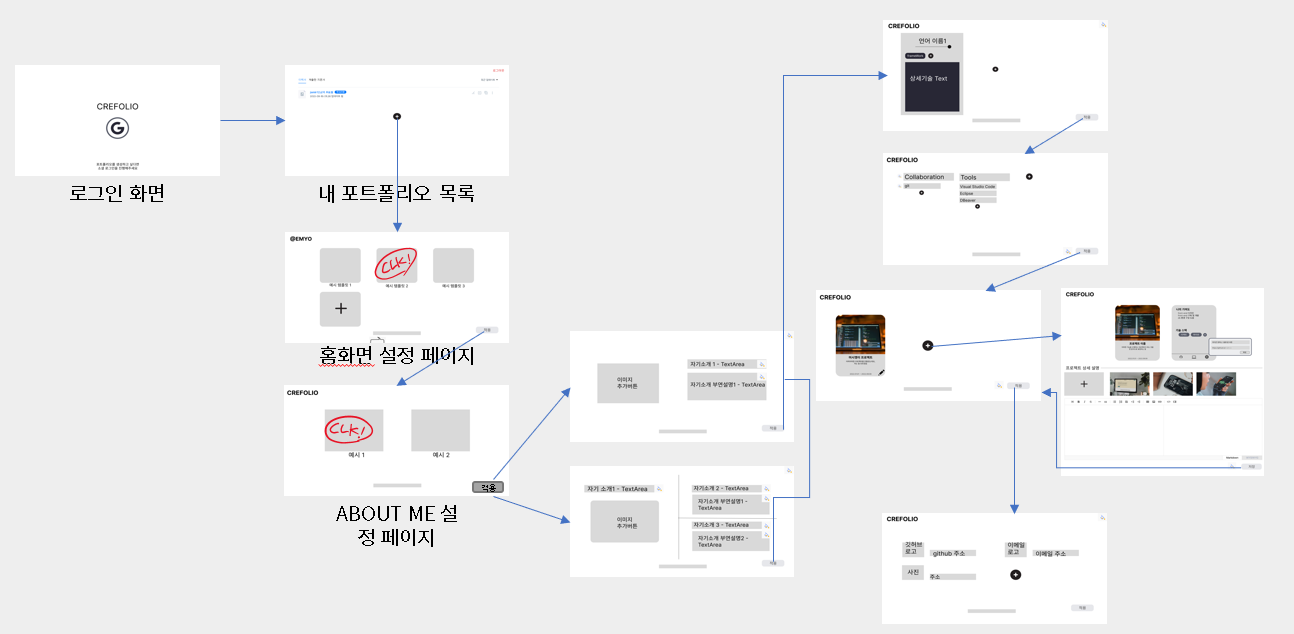 CREFOLIO
G
로그인 화면
내 포트폴리오 목록
@EMYO
예시 템플릿 1
CLK!
예시 템플릿 2
예시 템플릿 3
+
적용
홈화면 설정 페이지
CREFOLIO
CLK!
예시 1
예시 2
적용
ABOUT ME 설
정 페이지
이미지
추가버튼
자기소개 1 - TextArea
자기소개 부연설명1 - TextArea
적용
자기 소개1 - TextArea
이미지
추가버튼
자기소개 2 - TextArea
자기소개 부연설명1 -
TextArea
자기소개 3 - TextArea
자기소개 부연설명2 -
TextArea
적용
CREFOLIO
언어 이름1
상세기술 Text
적용
CREFOLIO
Collaboration
git
Tools
Visual Studio Code
Eclipse
DBeaver
적용
CREFOLIO
적용
CREFOLIO
프로젝트 상세 설명
+
적용
CREFOLIO
깃허브
로고
github 주소
이메일
로고
이메일 주소
사진
주소
적용